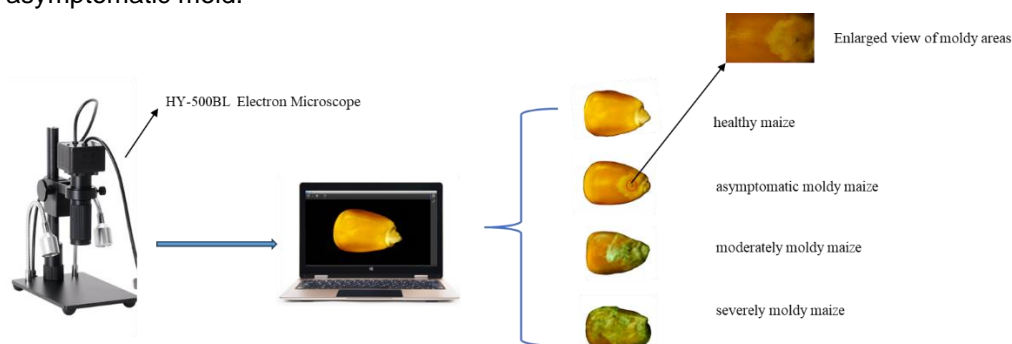 asymptomatic mold.
Enlarged view of moldy areas
HY-500BL Electron Microscope
healthy maize
asymptomatic moldy maize
moderately moldy maize
severely moldy maize